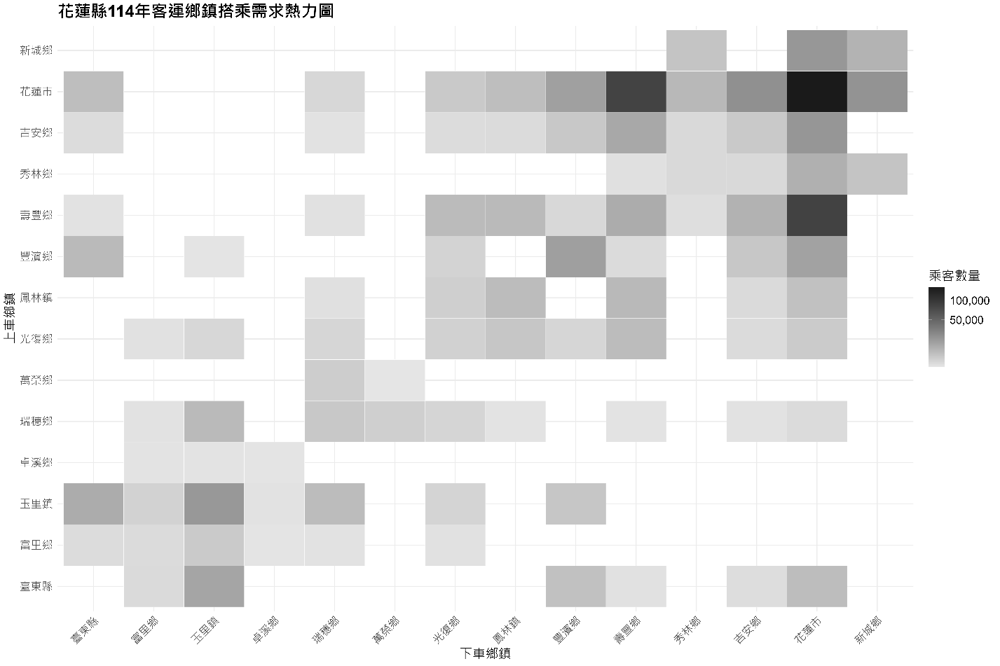 花蓮縣114年客運鄉鎮搭乘需求熱力圖
上車鄉鎮
新城鄉
花蓮市
吉安鄉
秀林鄉
壽豐鄉
豐濱鄉
鳳林鎮
光復鄉
萬榮鄉
瑞穗鄉
卓溪鄉
玉里鎮
富里鄉
臺東縣
臺東縣
富里鄉
玉里鎮
卓溪鄉
瑞穗鄉
萬榮鄉
光復鄉
鳳林鎮
豐濱鄉
壽豐鄉
秀林鄉
吉安鄉
花蓮市
新城鄉
下車鄉鎮
乘客數量
100,000
50,000